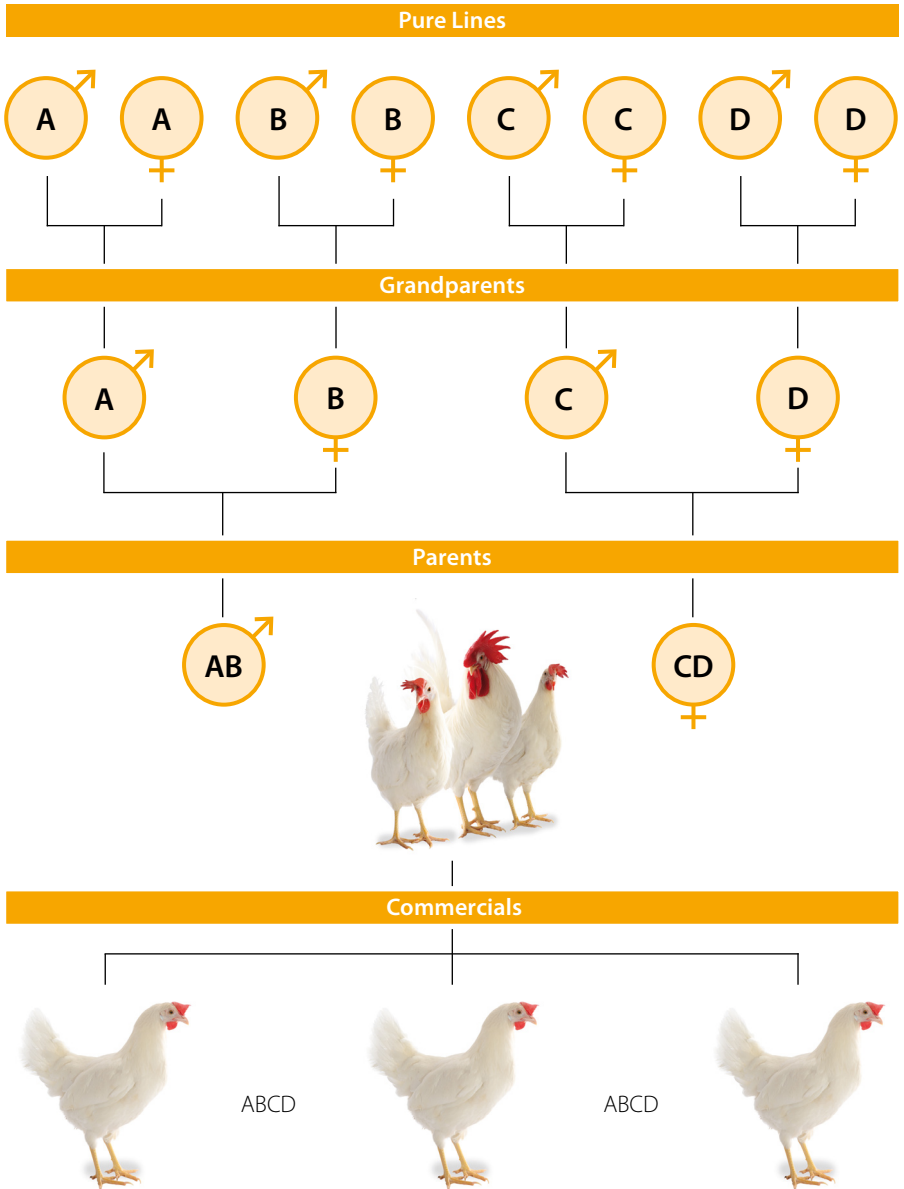 Pure Lines
A A B B C C D D
Grandparents
A B C D
Parents
AB CD
Commercials
ABCD ABCD